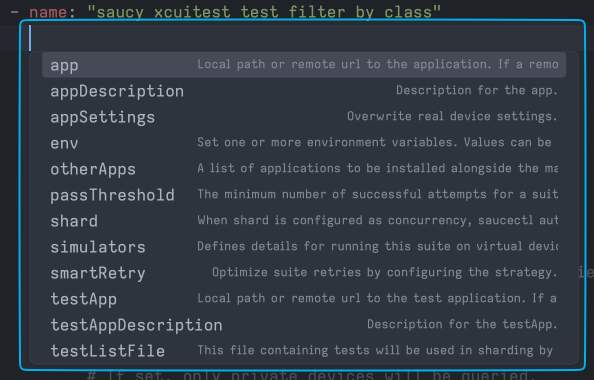 - name: "saucy xcuitest test filter by class"
app Local path or remote url to the application. If a remo
appDescription Description for the app.
appSettings Overwrite real device settings.
env Set one or more environment variables. Values can be
otherApps A list of applications to be installed alongside the ma
passThreshold The minimum number of successful attempts for a suit
shard When shard is configured as concurrency, saucectl aut
simulators Defines details for running this suite on virtual devic
smartRetry Optimize suite retries by configuring the strategy.
testApp Local path or remote url to the test application. If a
testAppDescription Description for the testApp.
testListFile This file containing tests will be used in sharding by
# If set, only private devices will be queried.